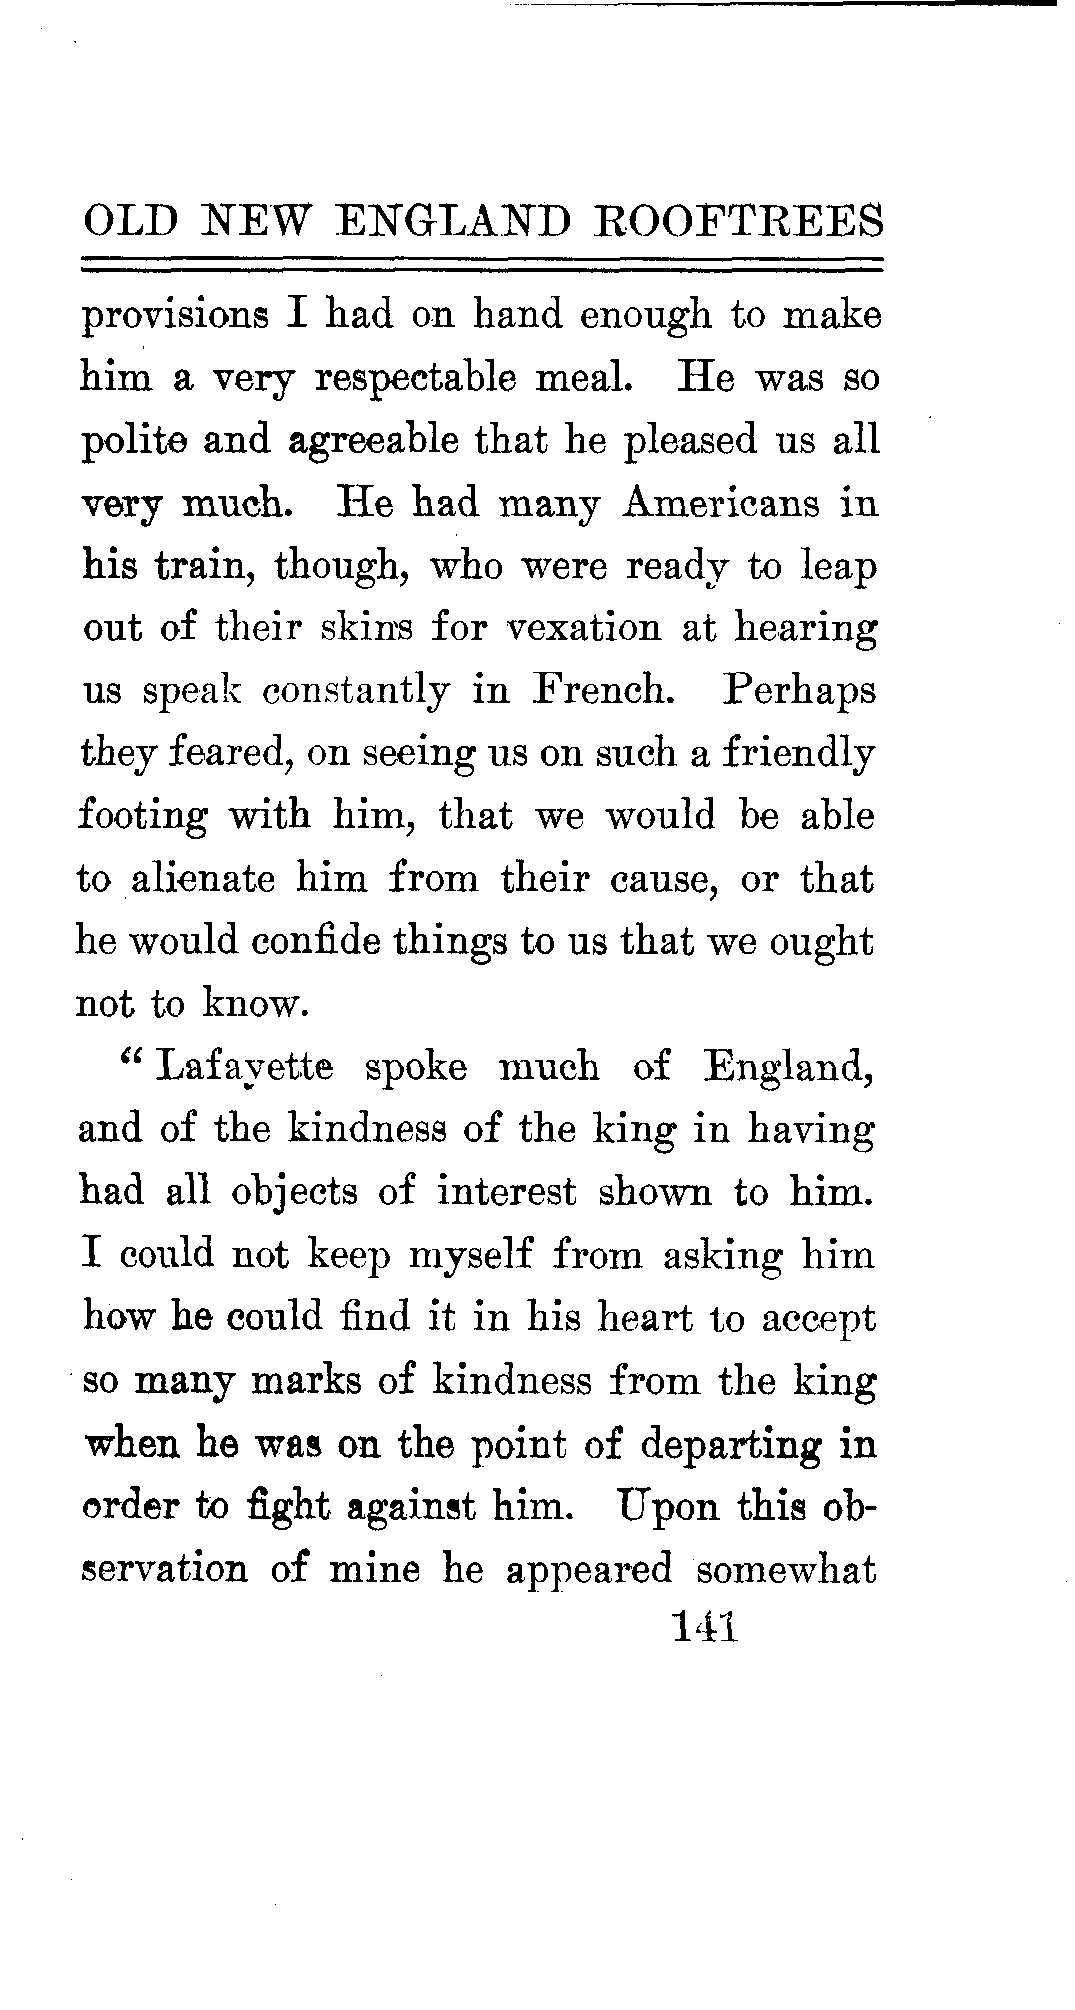 OLD NEW ENGLAND ROOFTREES
provisions I had on hand enough to make
him a very respectable meal. He was so
polite and agreeable that he pleased us all
very much. He had many Americans in
his train, though, who were ready to leap
out of their skins for vexation at hearing
us speak constantly in French. Perhaps
they feared, on seeing us on such a friendly
footing with him, that we would be able
to alienate him from their cause, or that
he would confide things to us that we ought
not to know.
“ Lafayette spoke much of England,
and of the kindness of the king in having
had all objects of interest shown to him.
I could not keep myself from asking him
how he could find it in his heart to accept
so many marks of kindness from the king
when he was on the point of departing in
order to fight against him. Upon this ob-
servation of mine he appeared somewhat
141